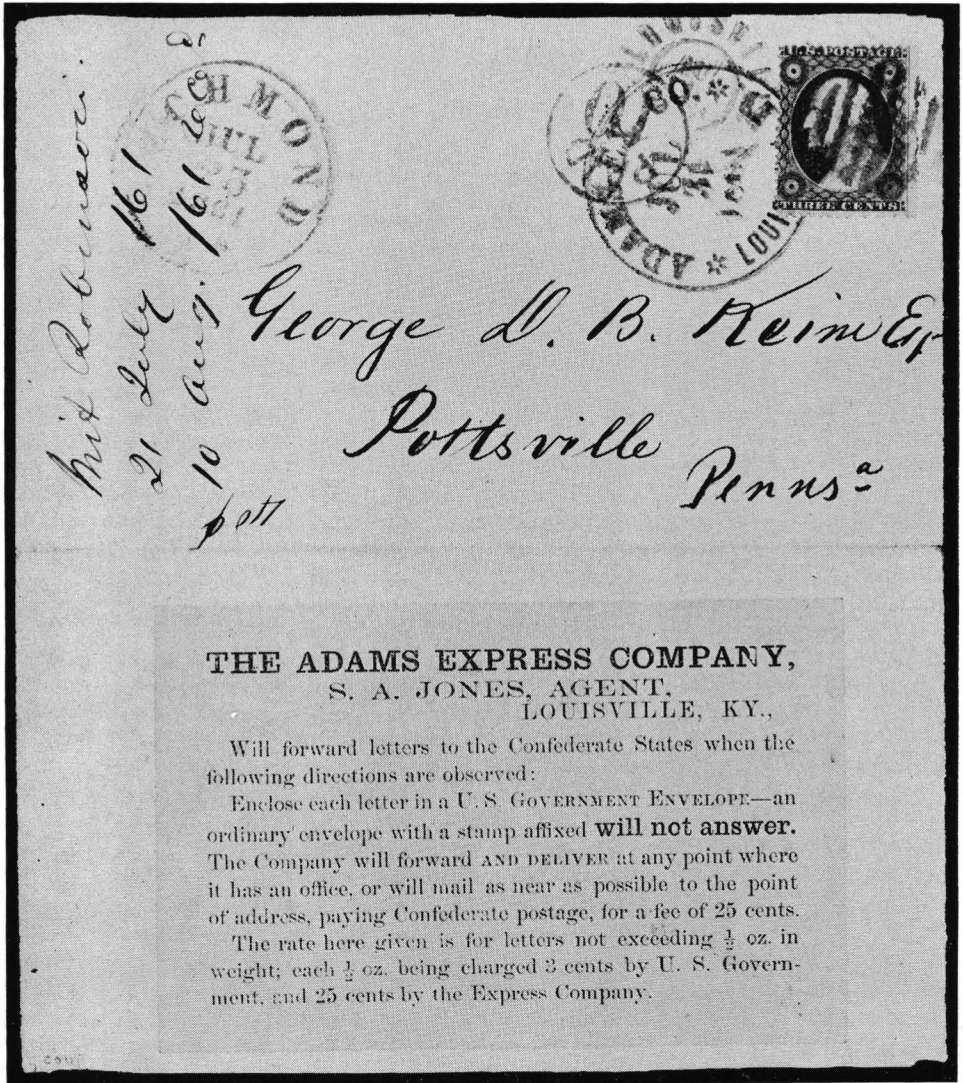 RICHMOND
JUL
ADAMS EX. CO. *
LOUIS
THREE CENTS
21 July /61
10 Aug. /61
George D. B. Keim Esq
Pottsville
Pennsa
THE ADAMS EXPRESS COMPANY,
S. A. JONES, AGENT,
LOUISVILLE, KY.,
Will forward letters to the Confederate States when the
following directions are observed:
Enclose each letter in a U. S. GOVERNMENT ENVELOPE—an
ordinary envelope with a stamp affixed will not answer.
The Company will forward AND DELIVER at any point where
it has an office, or will mail as near as possible to the point
of address, paying Confederate postage, for a fee of 25 cents.
The rate here given is for letters not exceeding ½ oz. in
weight; each ½ oz. being charged 3 cents by U. S. Govern-
ment, and 25 cents by the Express Company.